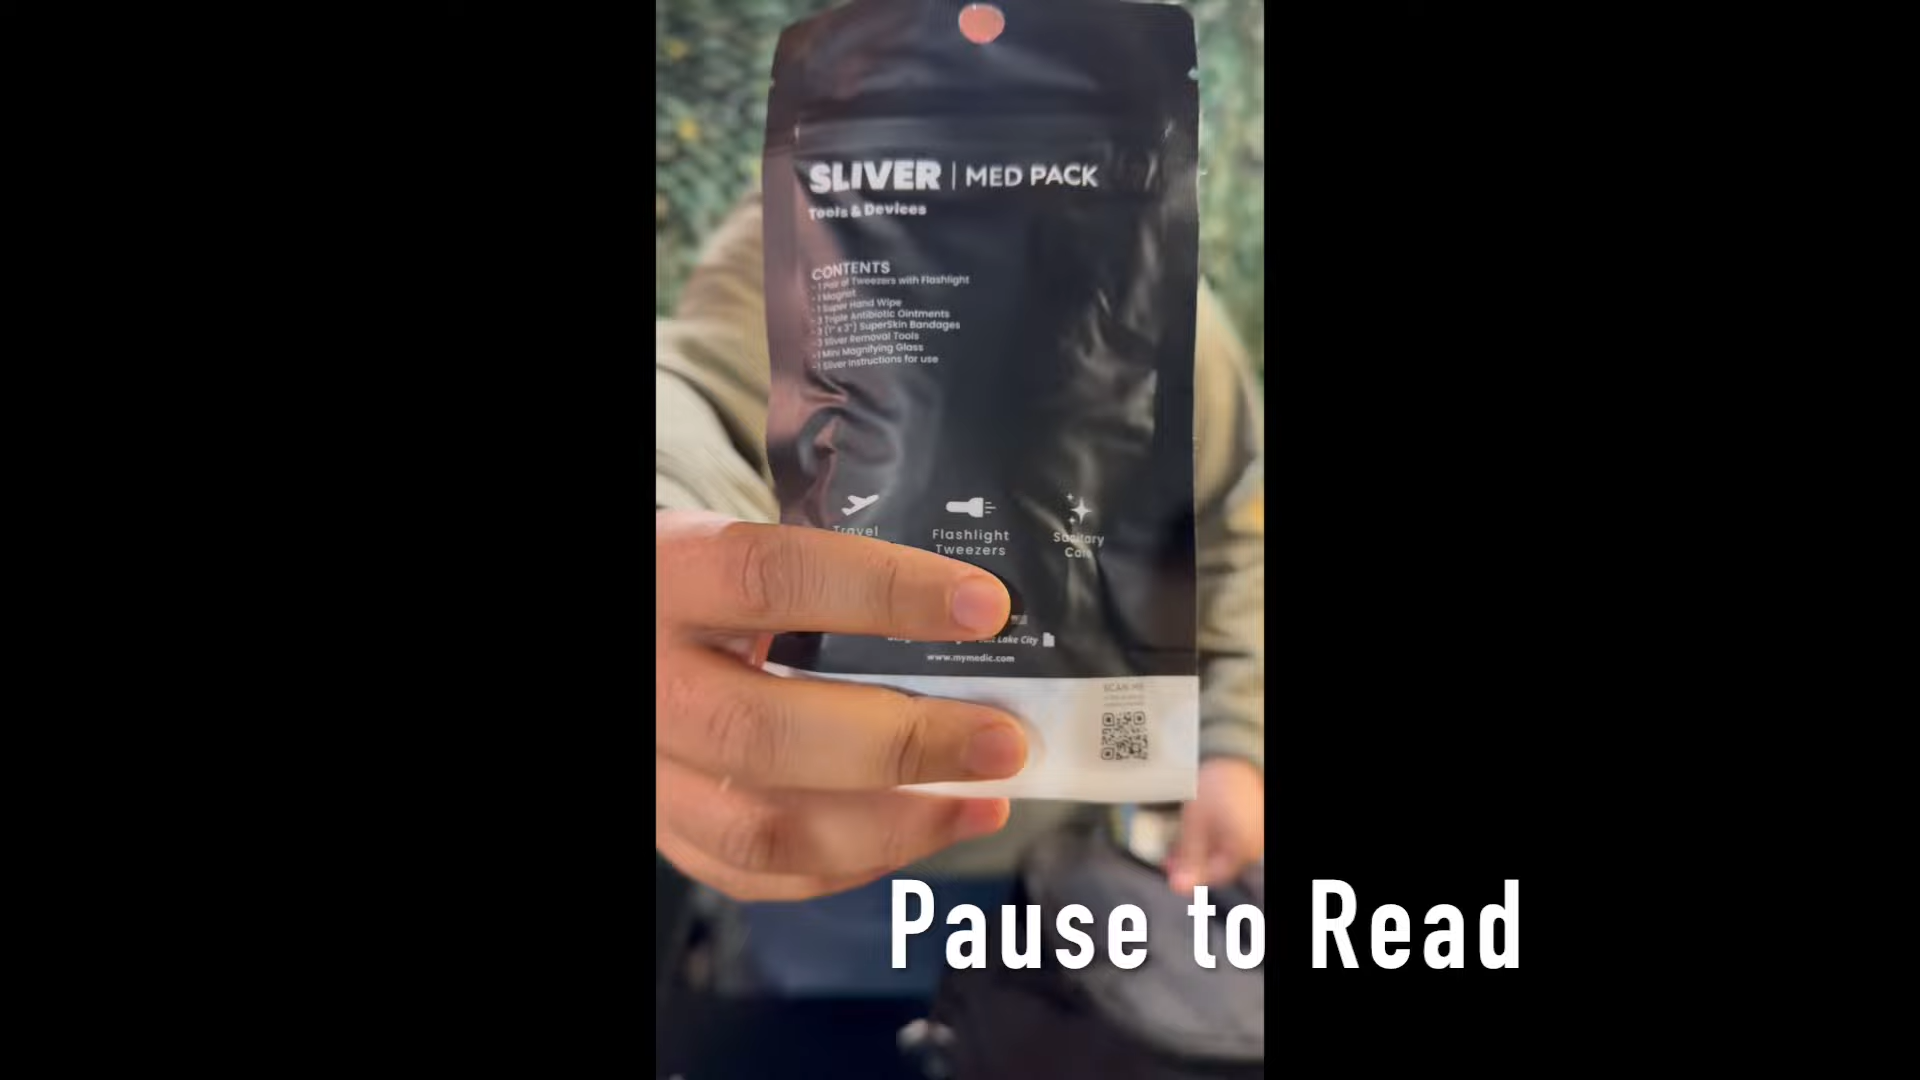 SLIVER | MED PACK
Tools & Devices
CONTENTS
- 1 Pair of Tweezers with Flashlight
- 1 Magnet
- 1 Super Hand Wipe
- 3 Triple Antibiotic Ointments
- 3 (1" x 3") SuperSkin Bandages
- 3 Sliver Removal Tools
- 1 Mini Magnifying Glass
- 1 Sliver Instructions for use
Travel
Flashlight
Tweezers
Sanitary
Care
Lake City
www.mymedic.com
SCAN ME
Pause to Read